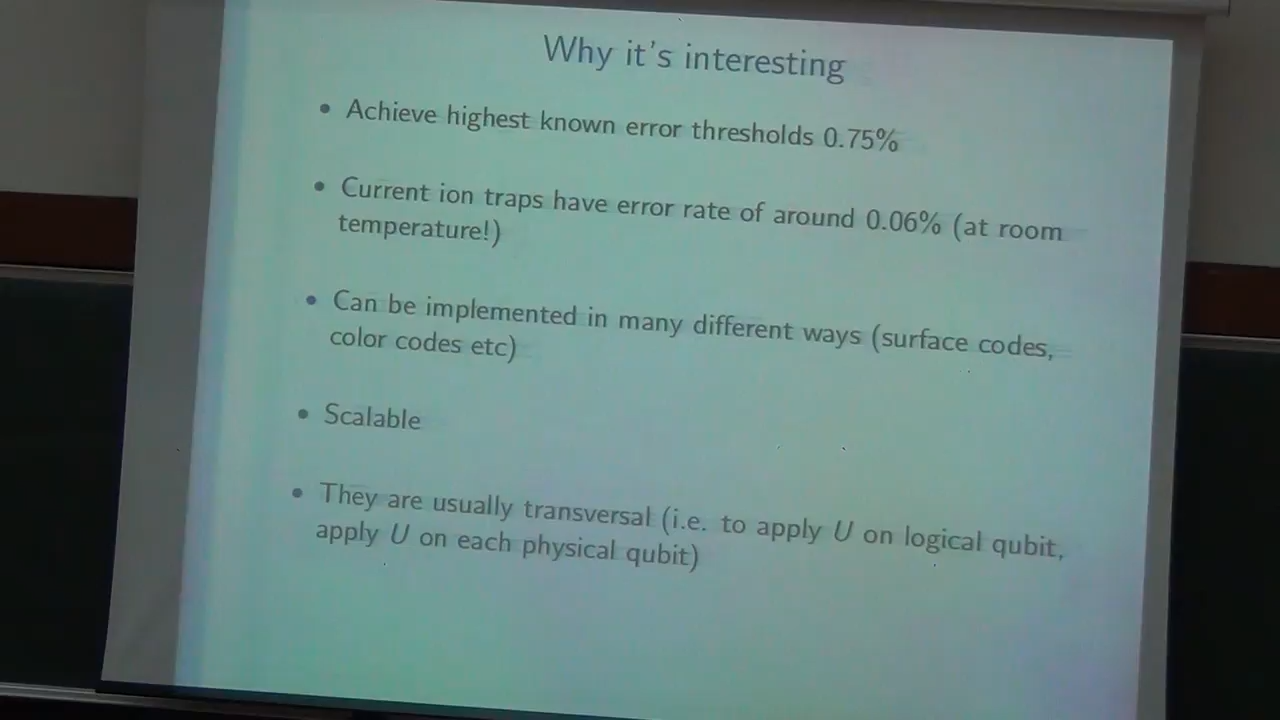 Why it's interesting
• Achieve highest known error thresholds 0.75%
• Current ion traps have error rate of around 0.06% (at room
temperature!)
• Can be implemented in many different ways (surface codes,
color codes etc)
• Scalable
• They are usually transversal (i.e. to apply U on logical qubit,
apply U on each physical qubit)